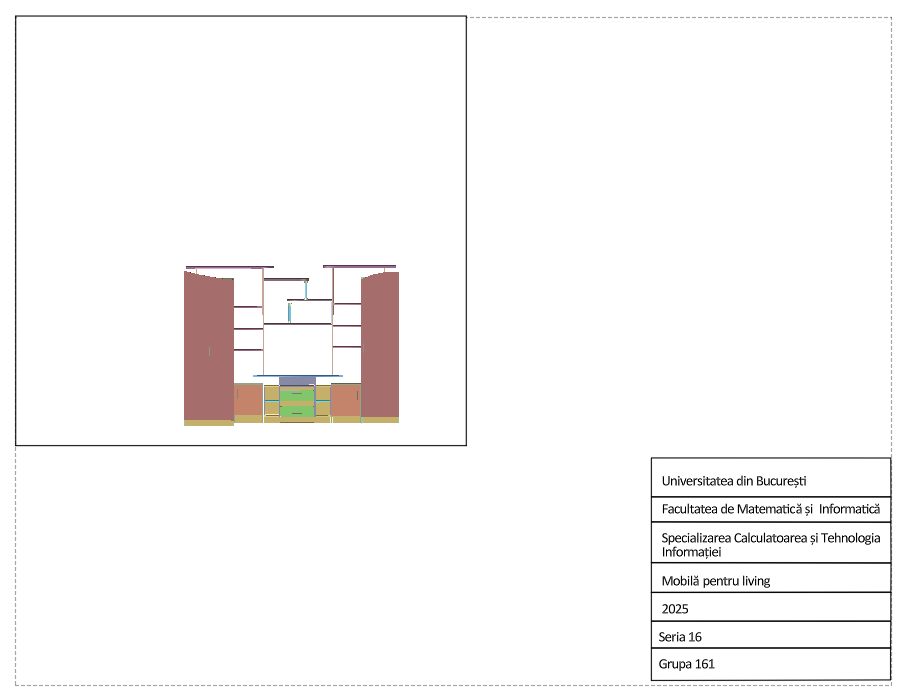 Universitatea din București
Facultatea de Matematică și  Informatică
Specializarea Calculatoarea și Tehnologia
Informației
Mobilă pentru living
2025
Seria 16
Grupa 161